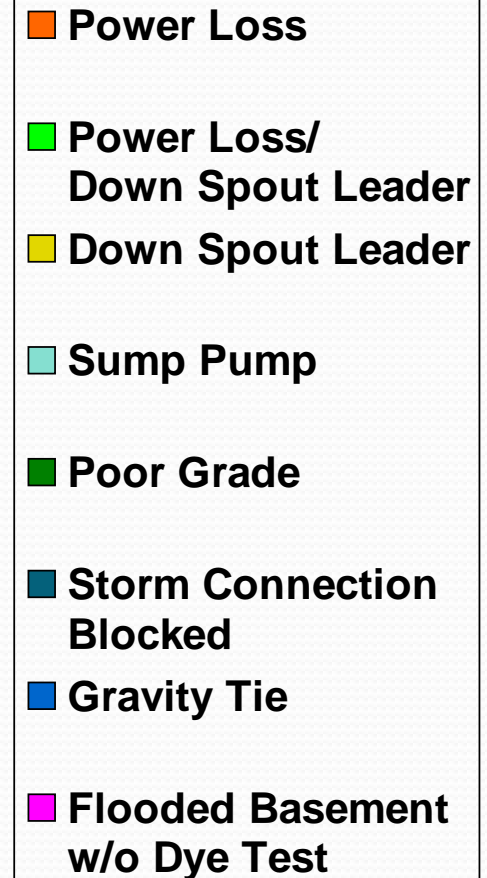 Power Loss
Power Loss/
Down Spout Leader
Down Spout Leader
Sump Pump
Poor Grade
Storm Connection
Blocked
Gravity Tie
Flooded Basement
w/o Dye Test